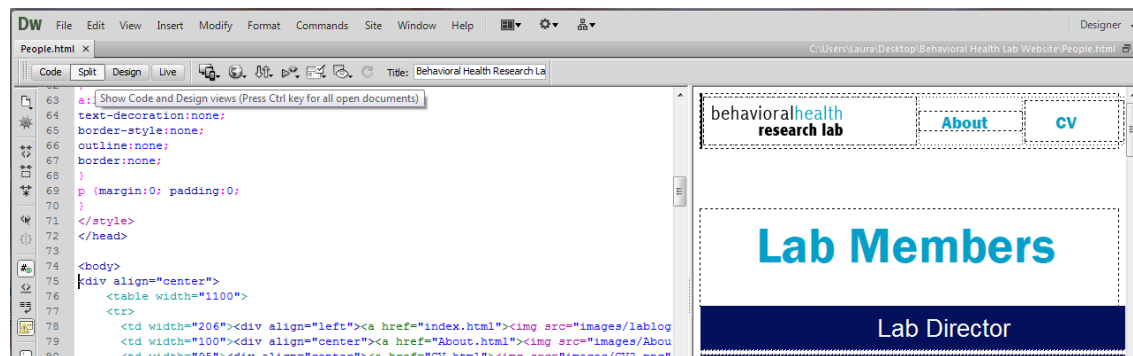 DW File Edit View Insert Modify Format Commands Site Window Help Designer
People.html × C:\Users\Laura\Desktop\Behavioral Health Lab Website\People.html
Code Split Design Live Title: Behavioral Health Research La
Show Code and Design views (Press Ctrl key for all open documents)
63 a:
64 text-decoration:none;
65 border-style:none;
66 outline:none;
67 border:none;
68 }
69 p {margin:0; padding:0;
70 }
71 </style>
72 </head>
73
74 <body>
75 <div align="center">
76 <table width="1100">
77 <tr>
78 <td width="206"><div align="left"><a href="index.html"><img src="images/lablog
79 <td width="100"><div align="center"><a href="About.html"><img src="images/Abou
behavioralhealth
research lab
About
CV
Lab Members
Lab Director